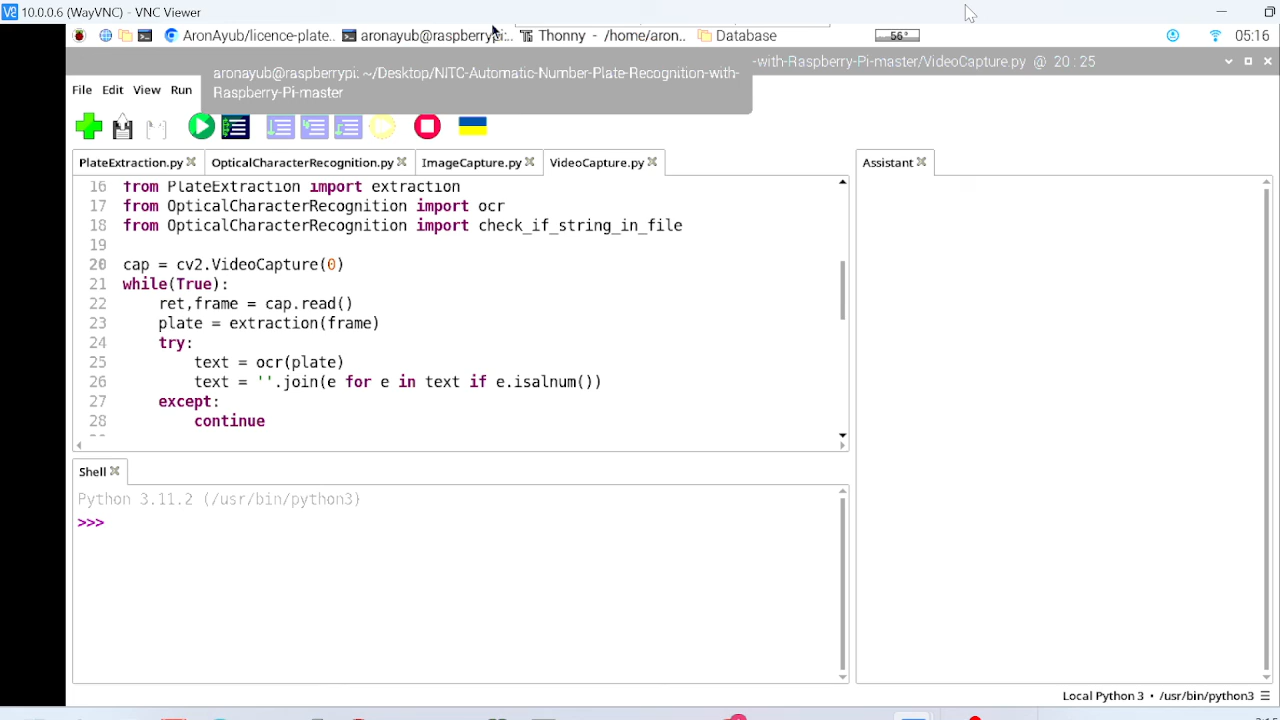 10.0.0.6 (WayVNC) - VNC Viewer
AronAyub/licence-plate.. aronayub@raspberrypi:.. Thonny - /home/aron.. Database 56° 05:16
-with-Raspberry-Pi-master/VideoCapture.py @ 20 : 25
aronayub@raspberrypi: ~/Desktop/NITC-Automatic-Number-Plate-Recognition-with-
Raspberry-Pi-master
File Edit View Run
PlateExtraction.py OpticalCharacterRecognition.py ImageCapture.py VideoCapture.py
16 from PlateExtraction import extraction
17 from OpticalCharacterRecognition import ocr
18 from OpticalCharacterRecognition import check_if_string_in_file
19
20 cap = cv2.VideoCapture(0)
21 while(True):
22 ret,frame = cap.read()
23 plate = extraction(frame)
24 try:
25 text = ocr(plate)
26 text = ''.join(e for e in text if e.isalnum())
27 except:
28 continue
Assistant
Shell
Python 3.11.2 (/usr/bin/python3)
>>>
Local Python 3 • /usr/bin/python3 ☰